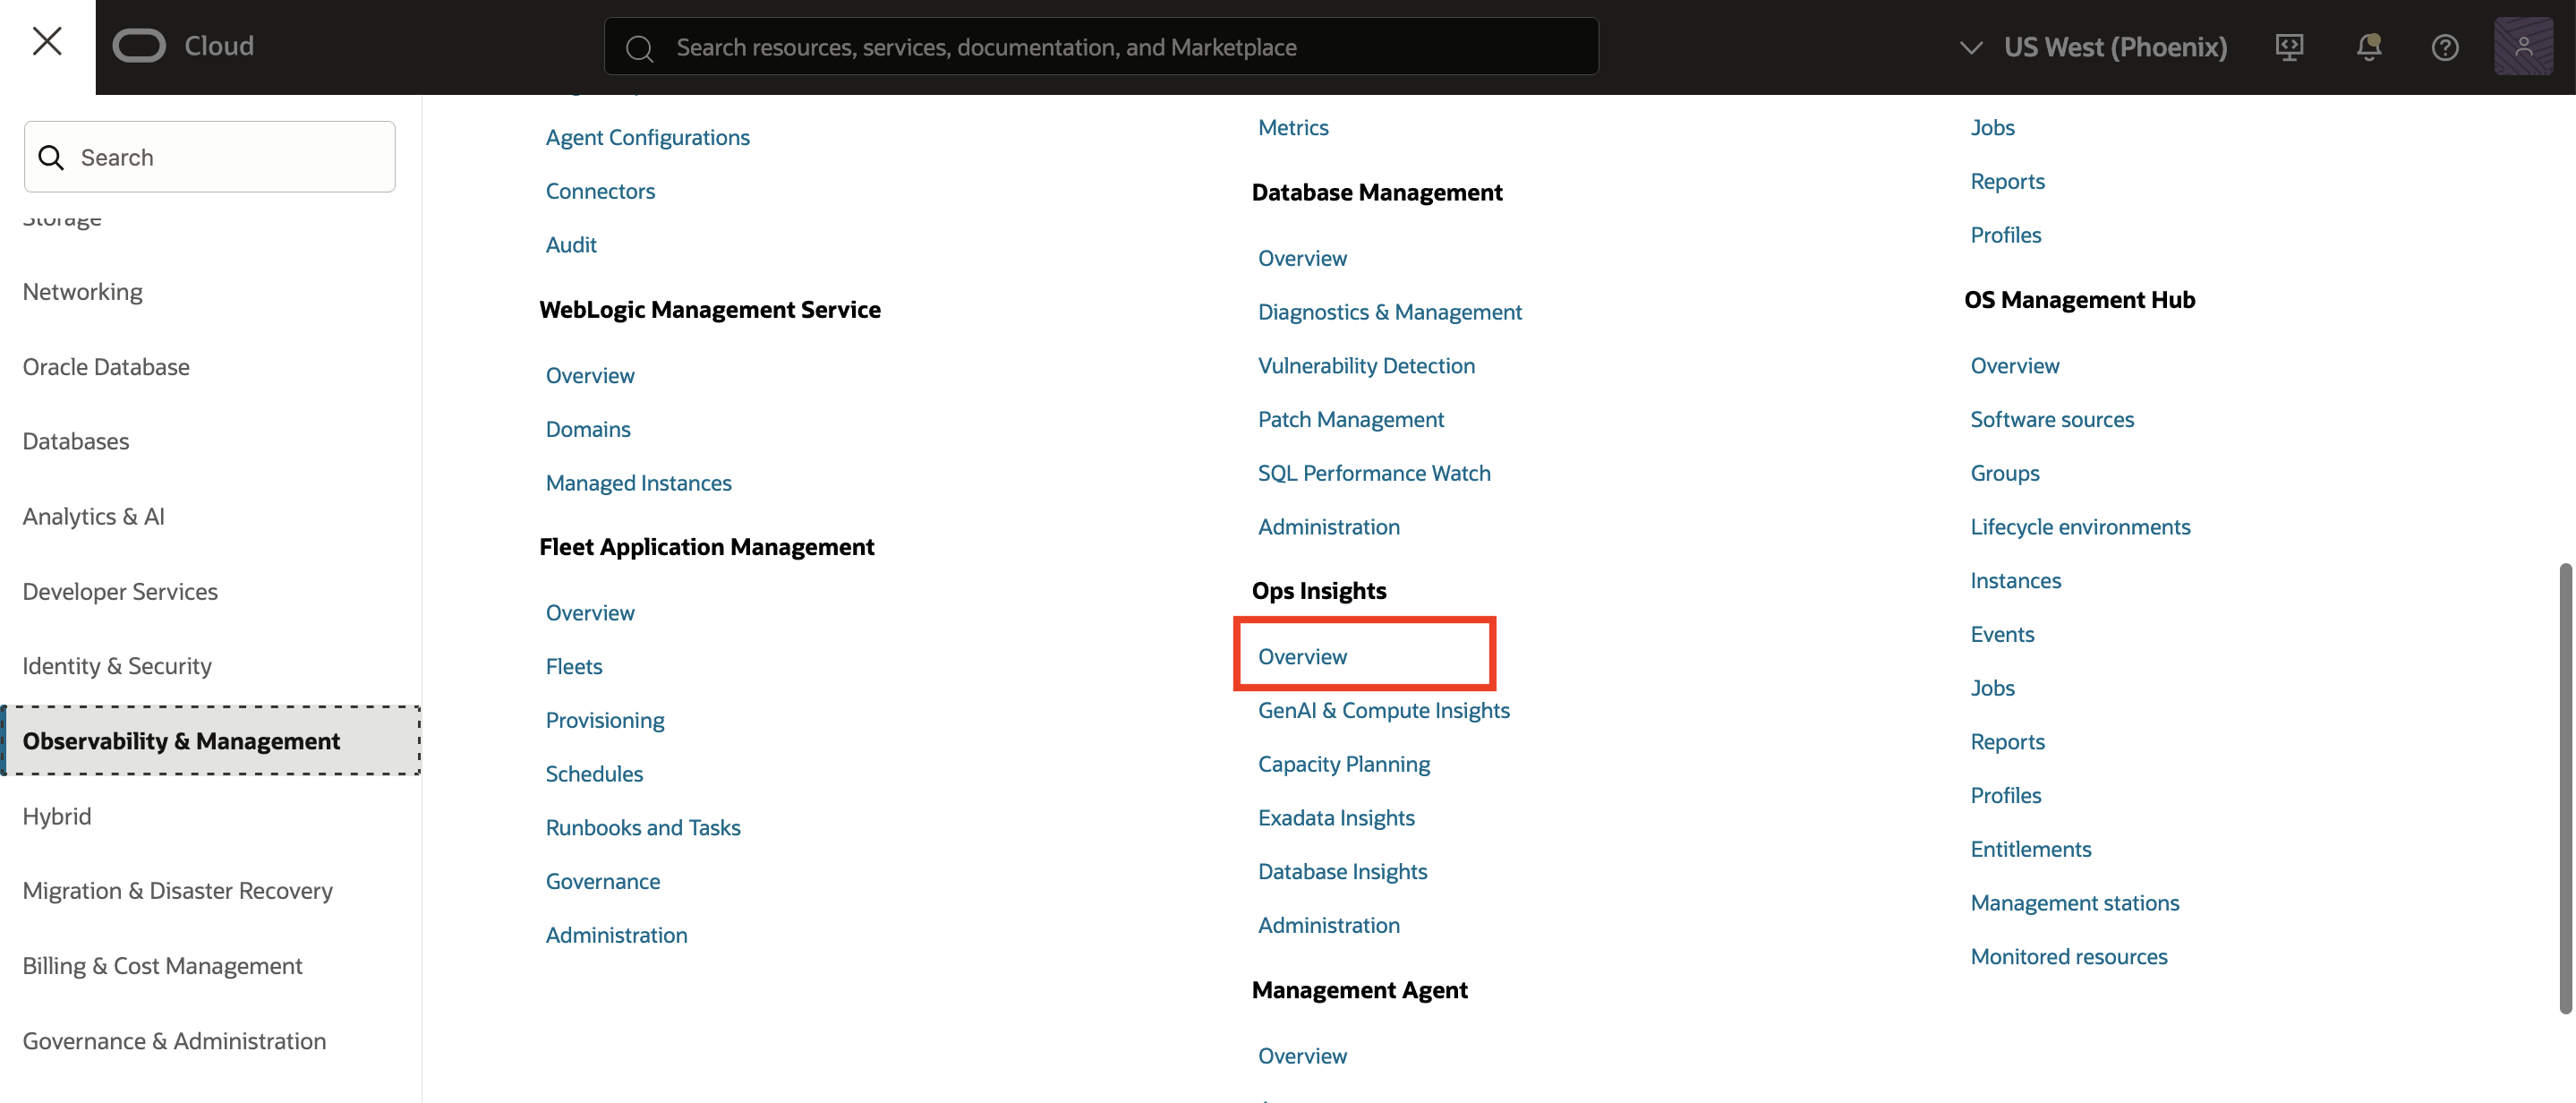 Cloud
Search resources, services, documentation, and Marketplace
US West (Phoenix)
Search
Storage
Networking
Oracle Database
Databases
Analytics & AI
Developer Services
Identity & Security
Observability & Management
Hybrid
Migration & Disaster Recovery
Billing & Cost Management
Governance & Administration
Agent Configurations
Connectors
Audit
WebLogic Management Service
Overview
Domains
Managed Instances
Fleet Application Management
Overview
Fleets
Provisioning
Schedules
Runbooks and Tasks
Governance
Administration
Metrics
Database Management
Overview
Diagnostics & Management
Vulnerability Detection
Patch Management
SQL Performance Watch
Administration
Ops Insights
Overview
GenAI & Compute Insights
Capacity Planning
Exadata Insights
Database Insights
Administration
Management Agent
Overview
Jobs
Reports
Profiles
OS Management Hub
Overview
Software sources
Groups
Lifecycle environments
Instances
Events
Jobs
Reports
Profiles
Entitlements
Management stations
Monitored resources